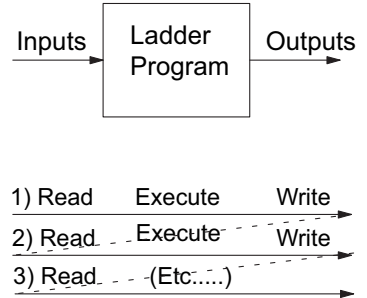 Inputs
Ladder
Program
Outputs
1) Read Execute Write
2) Read Execute Write
3) Read (Etc.....)